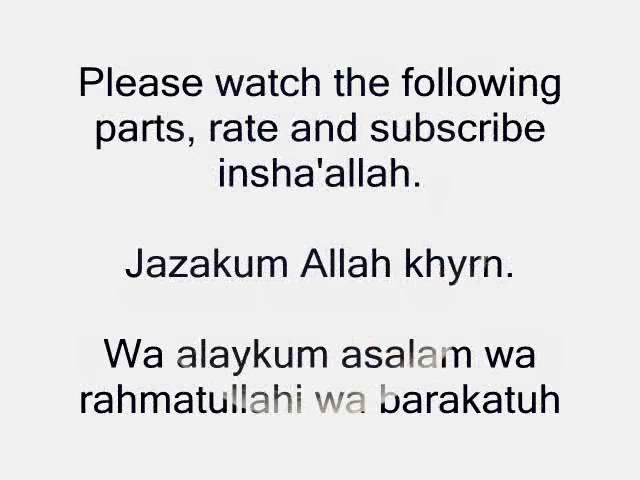 Please watch the following
parts, rate and subscribe
insha'allah.
Jazakum Allah khyrn.
Wa alaykum asalam wa
rahmatullahi wa barakatuh